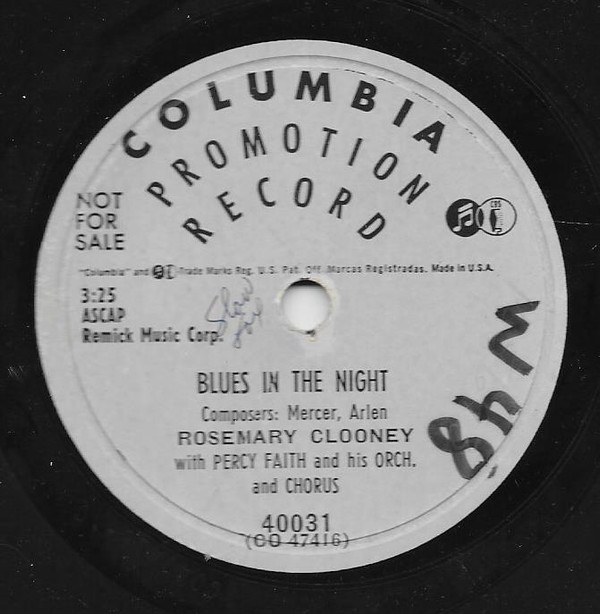 COLUMBIA
PROMOTION
RECORD
NOT
FOR
SALE
CBS
"Columbia" and Trade Marks Reg. U.S. Pat. Off. Marcas Registradas. Made in U.S.A.
3:25
ASCAP
Remick Music Corp.
Slow
BLUES IN THE NIGHT
Composers: Mercer, Arlen
ROSEMARY CLOONEY
with PERCY FAITH and his ORCH.
and CHORUS
40031
(CO 47416)